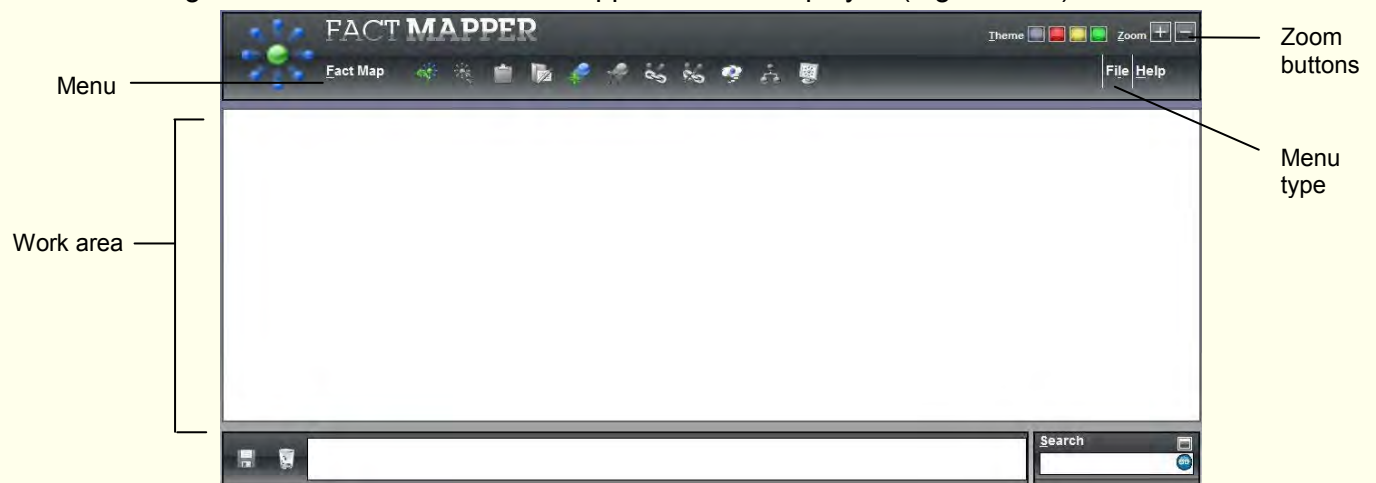 FACT MAPPER
Theme Zoom
Zoom
buttons
Menu
Fact Map
File Help
Menu
type
Work area
Search